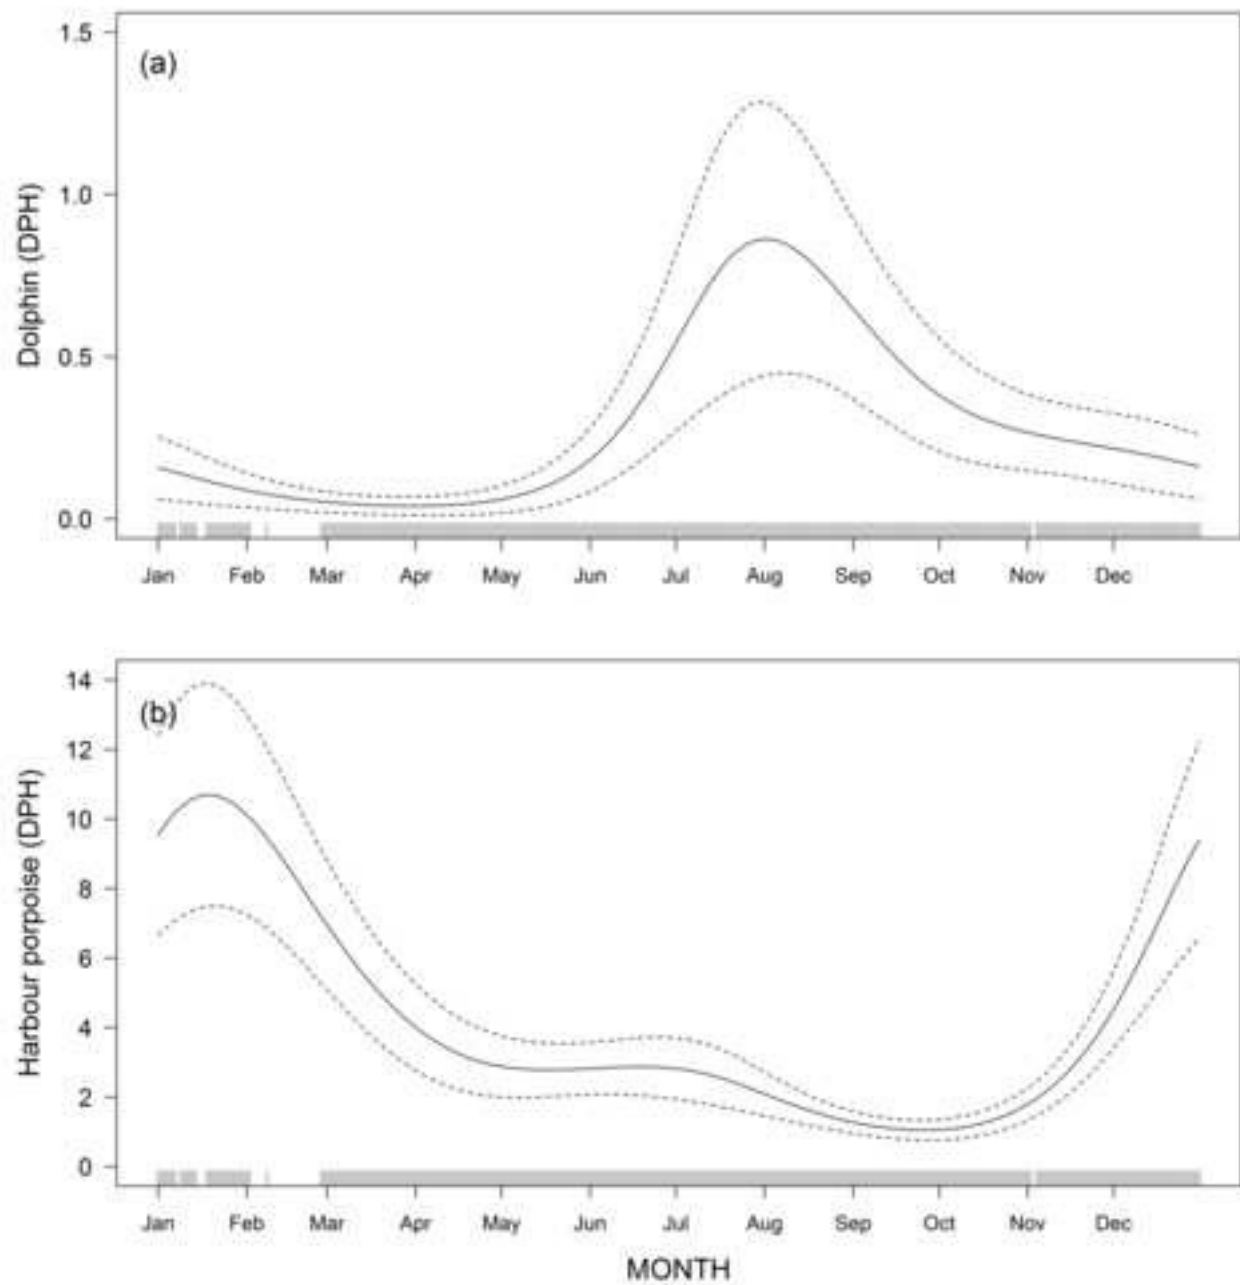 (a)
Dolphin (DPH)
1.5
1.0
0.5
0.0
Jan Feb Mar Apr May Jun Jul Aug Sep Oct Nov Dec
(b)
Harbour porpoise (DPH)
14
12
10
8
6
4
2
0
Jan Feb Mar Apr May Jun Jul Aug Sep Oct Nov Dec
MONTH